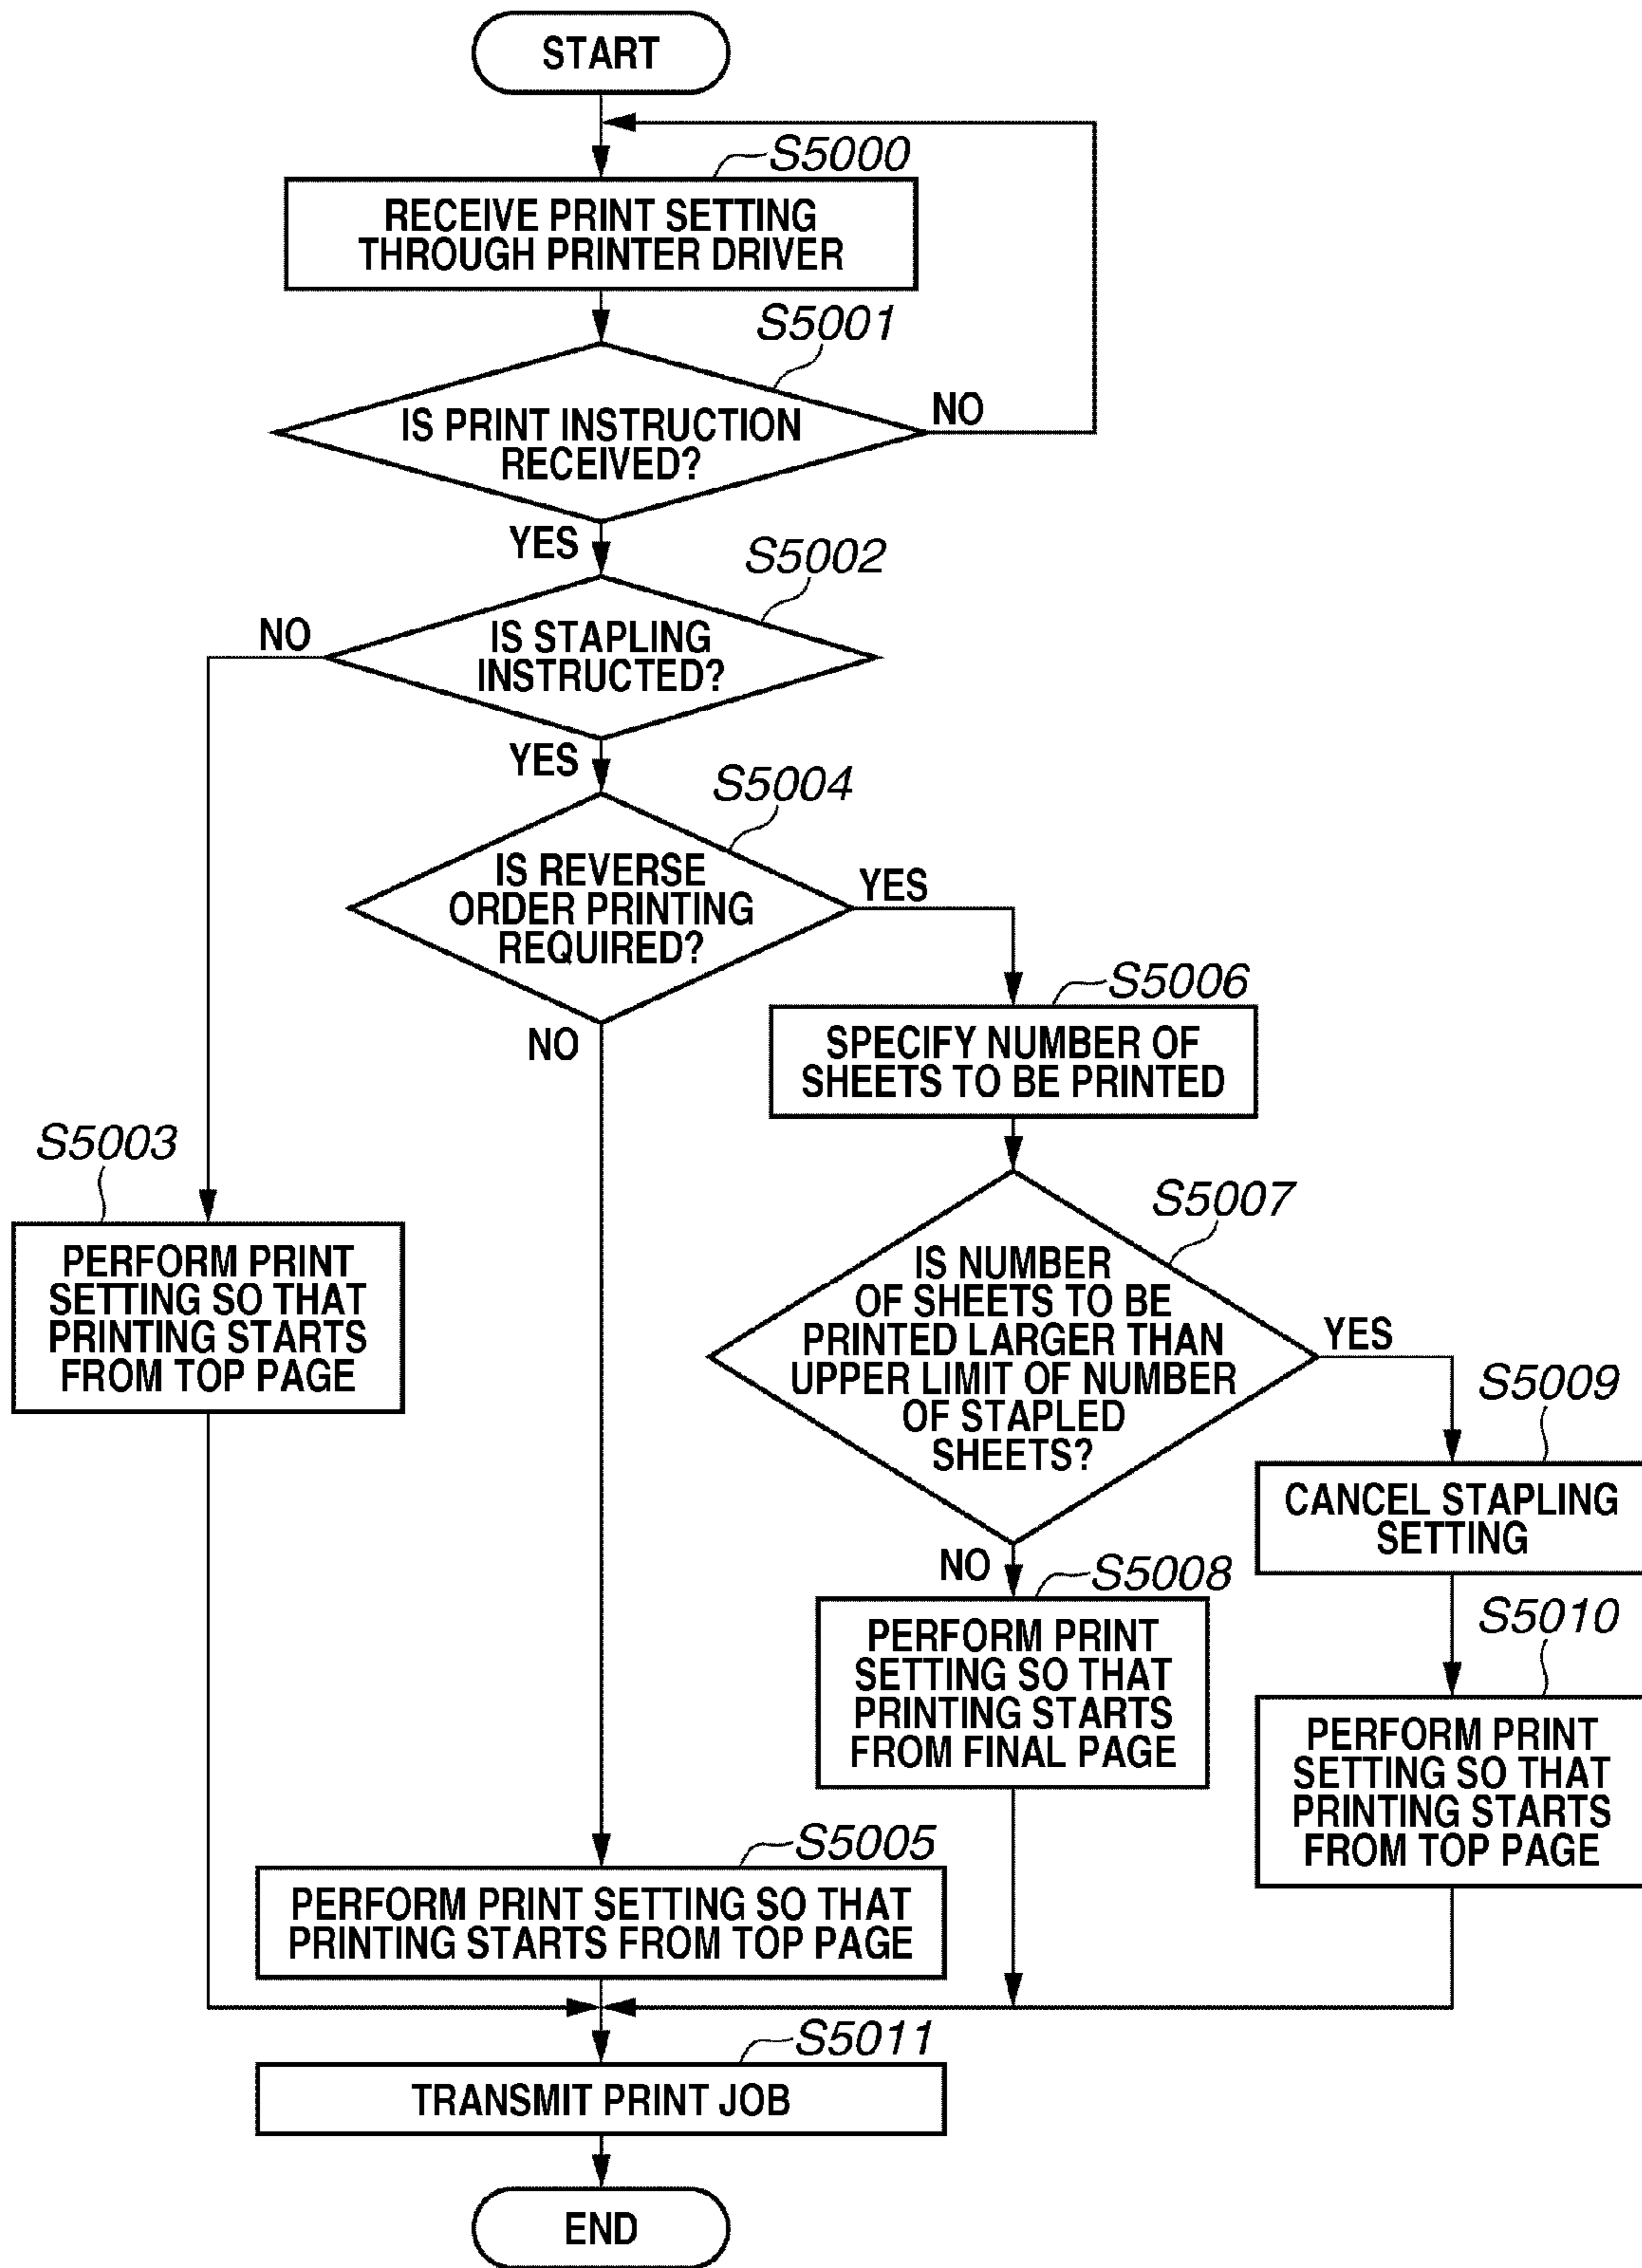 START
S5000
RECEIVE PRINT SETTING
THROUGH PRINTER DRIVER
S5001
IS PRINT INSTRUCTION
RECEIVED?
NO
YES
S5002
IS STAPLING
INSTRUCTED?
NO
YES
S5004
IS REVERSE
ORDER PRINTING
REQUIRED?
YES
NO
S5006
SPECIFY NUMBER OF
SHEETS TO BE PRINTED
S5003
PERFORM PRINT
SETTING SO THAT
PRINTING STARTS
FROM TOP PAGE
S5007
IS NUMBER
OF SHEETS TO BE
PRINTED LARGER THAN
UPPER LIMIT OF NUMBER
OF STAPLED
SHEETS?
YES
NO
S5009
CANCEL STAPLING
SETTING
S5008
PERFORM PRINT
SETTING SO THAT
PRINTING STARTS
FROM FINAL PAGE
S5010
PERFORM PRINT
SETTING SO THAT
PRINTING STARTS
FROM TOP PAGE
S5005
PERFORM PRINT SETTING SO THAT
PRINTING STARTS FROM TOP PAGE
S5011
TRANSMIT PRINT JOB
END